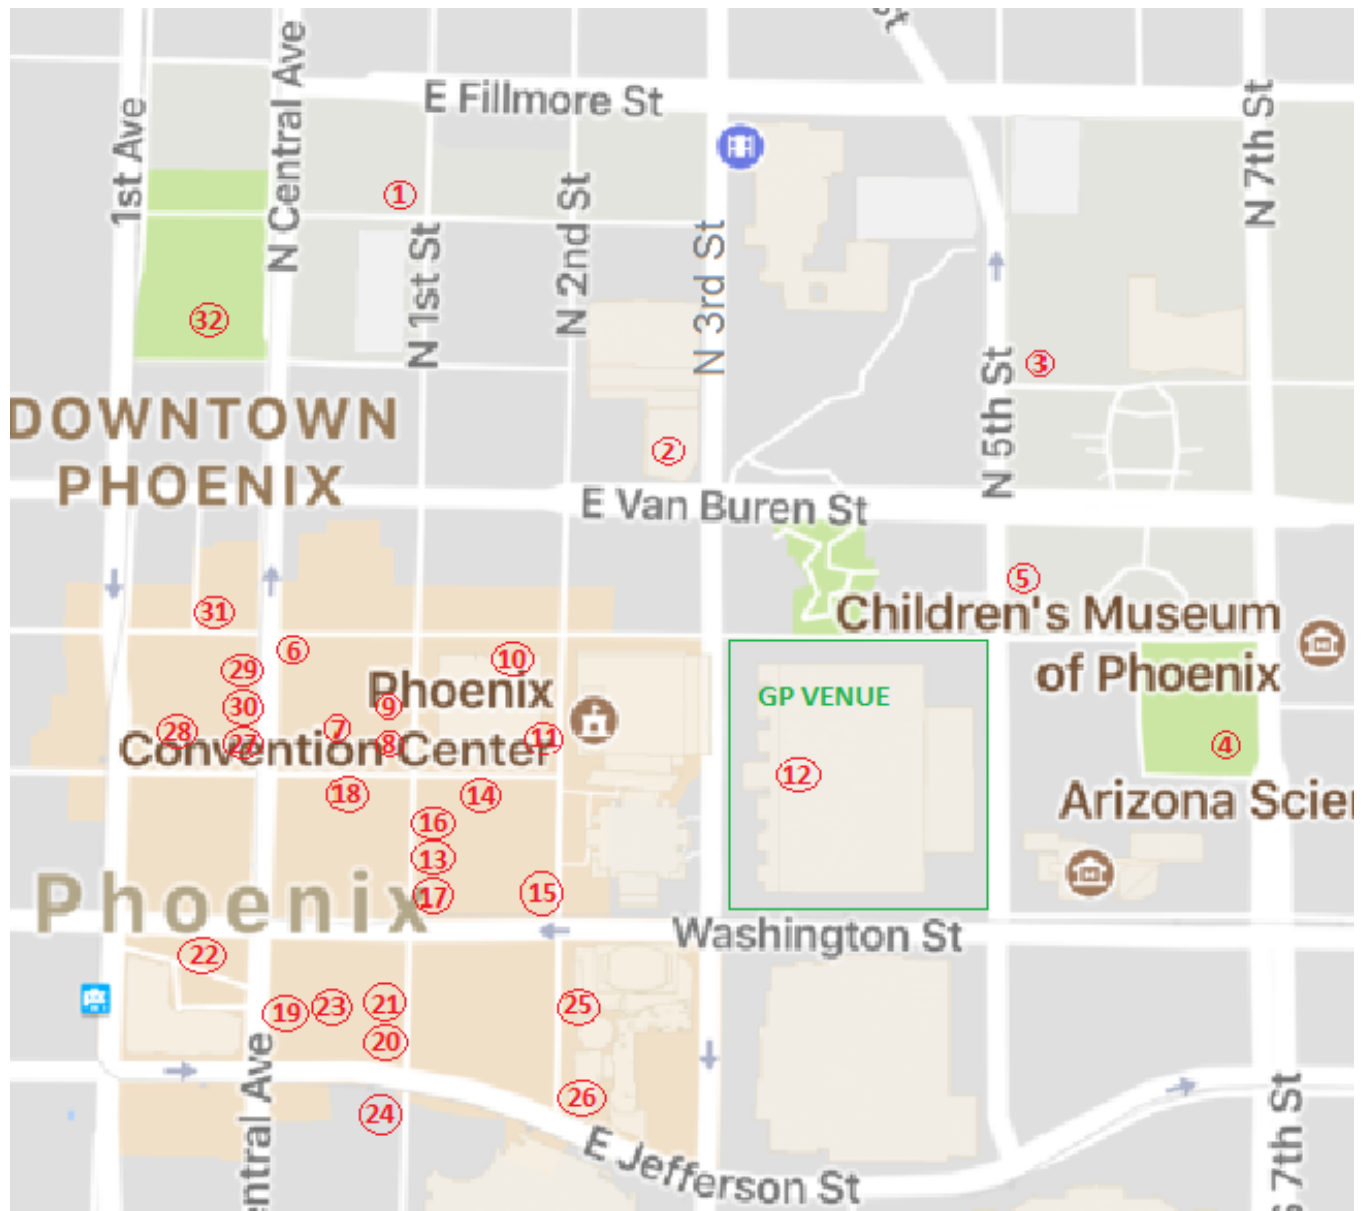 St
E Fillmore St
1st Ave
N Central Ave
N 7th St
1
N 1st St
N 2nd St
N 3rd St
32
3
N 5th St
DOWNTOWN
PHOENIX
2
E Van Buren St
5
31
Children's Museum
of Phoenix
6
10
29
Phoenix
Convention Center
GP VENUE
30
9
28
27
7
8
11
4
12
18
14
Arizona Scien
16
13
17
15
Phoenix
Washington St
22
19
23
21
25
20
26
24
entral Ave
E Jefferson St
s 7th St